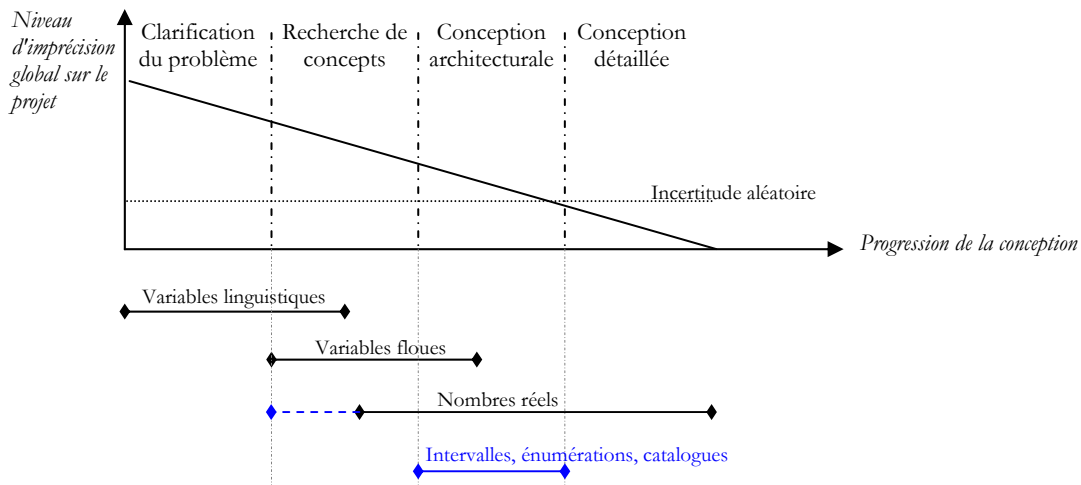 Niveau
d'imprécision
global sur le
projet
Clarification
du problème
Recherche de
concepts
Conception
architecturale
Conception
détaillée
Incertitude aléatoire
Progression de la conception
Variables linguistiques
Variables floues
Nombres réels
Intervalles, énumérations, catalogues